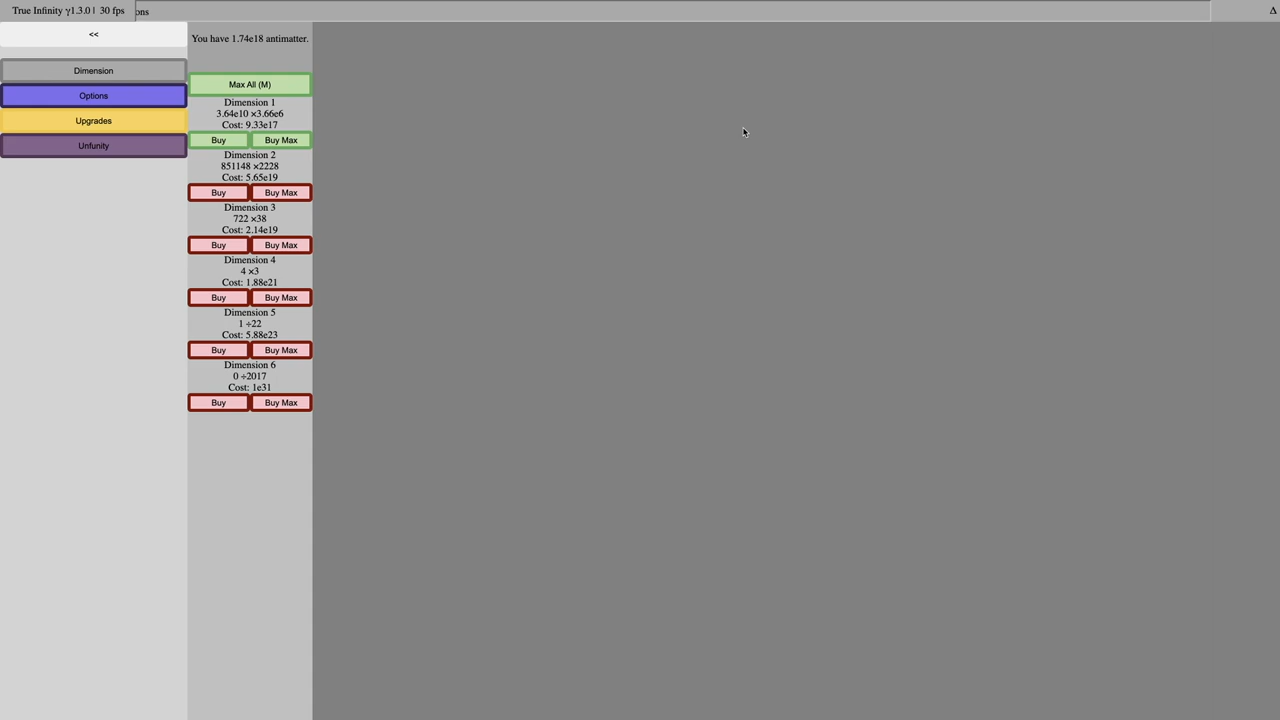 True Infinity γ1.3.0 | 30 fps
ons
Δ
<<
Dimension
Options
Upgrades
Unfunity
You have 1.74e18 antimatter.
Max All (M)
Dimension 1
3.64e10 ×3.66e6
Cost: 9.33e17
Buy Buy Max
Dimension 2
851148 ×2228
Cost: 5.65e19
Buy Buy Max
Dimension 3
722 ×38
Cost: 2.14e19
Buy Buy Max
Dimension 4
4 ×3
Cost: 1.88e21
Buy Buy Max
Dimension 5
1 ÷22
Cost: 5.88e23
Buy Buy Max
Dimension 6
0 ÷2017
Cost: 1e31
Buy Buy Max